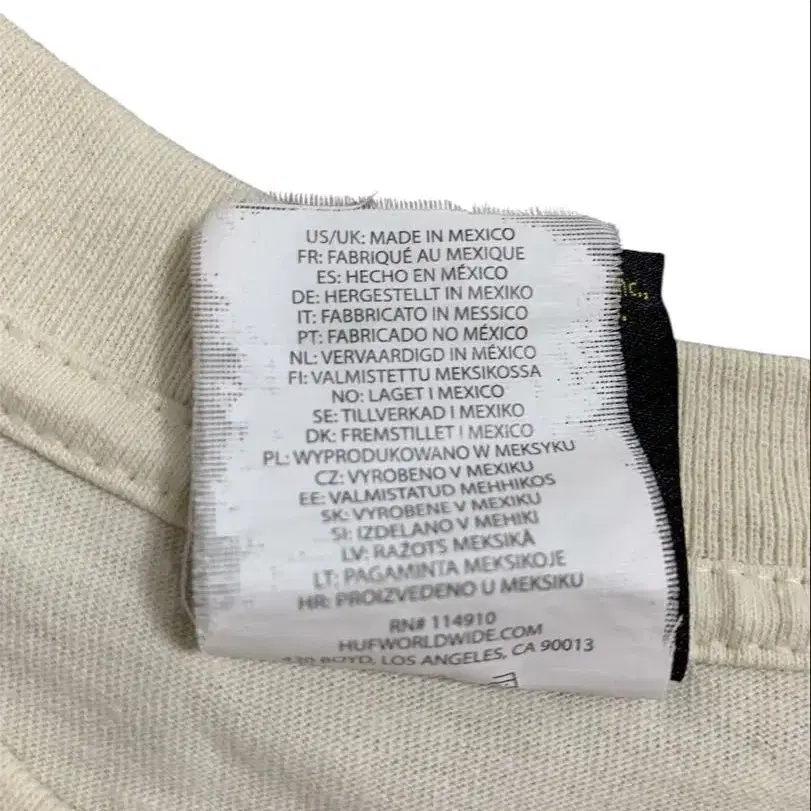 US/UK: MADE IN MEXICO
FR: FABRIQUÉ AU MEXIQUE
ES: HECHO EN MÉXICO
DE: HERGESTELLT IN MEXIKO
IT: FABBRICATO IN MESSICO
PT: FABRICADO NO MÉXICO
NL: VERVAARDIGD IN MEXICO
FI: VALMISTETTU MEKSIKOSSA
NO: LAGET I MEXICO
SE: TILLVERKAD I MEXIKO
DK: FREMSTILLET I MEXICO
PL: WYPRODUKOWANO W MEKSYKU
CZ: VYROBENO V MEXIKU
EE: VALMISTATUD MEHHIKOS
SK: VYROBENE V MEXIKU
SI: IZDELANO V MEHIKI
LV: RAŽOTS MEKSIKĀ
LT: PAGAMINTA MEKSIKOJE
HR: PROIZVEDENO U MEKSIKU
RN# 114910
HUFWORLDWIDE.COM
BOYD, LOS ANGELES, CA 90013